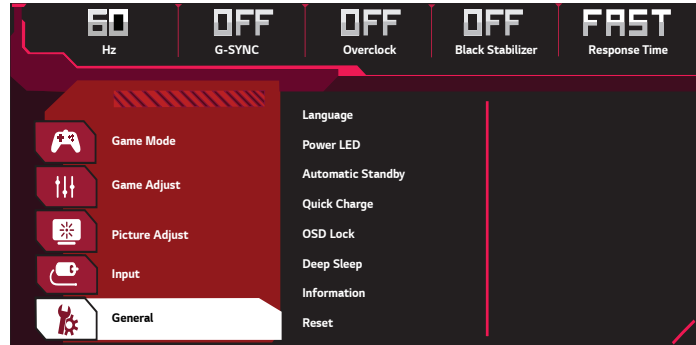 60 OFF OFF OFF FAST
Hz G-SYNC Overclock Black Stabilizer Response Time
Game Mode
Game Adjust
Picture Adjust
Input
General
Language
Power LED
Automatic Standby
Quick Charge
OSD Lock
Deep Sleep
Information
Reset